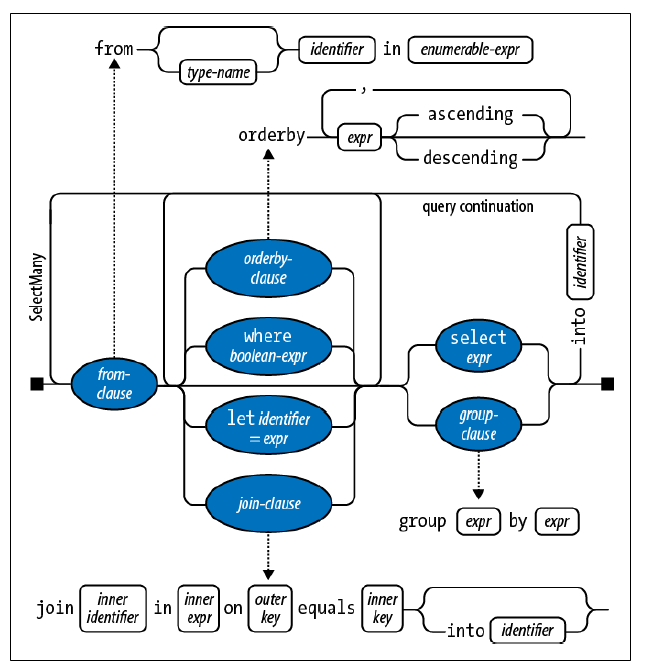 from type-name identifier in enumerable-expr
,
orderby expr ascending
descending
query continuation
SelectMany
identifier
into
orderby-
clause
where
boolean-expr
from-
clause
let identifier
= expr
join-clause
select
expr
group-
clause
group expr by expr
join inner identifier in inner expr on outer key equals inner key
into identifier